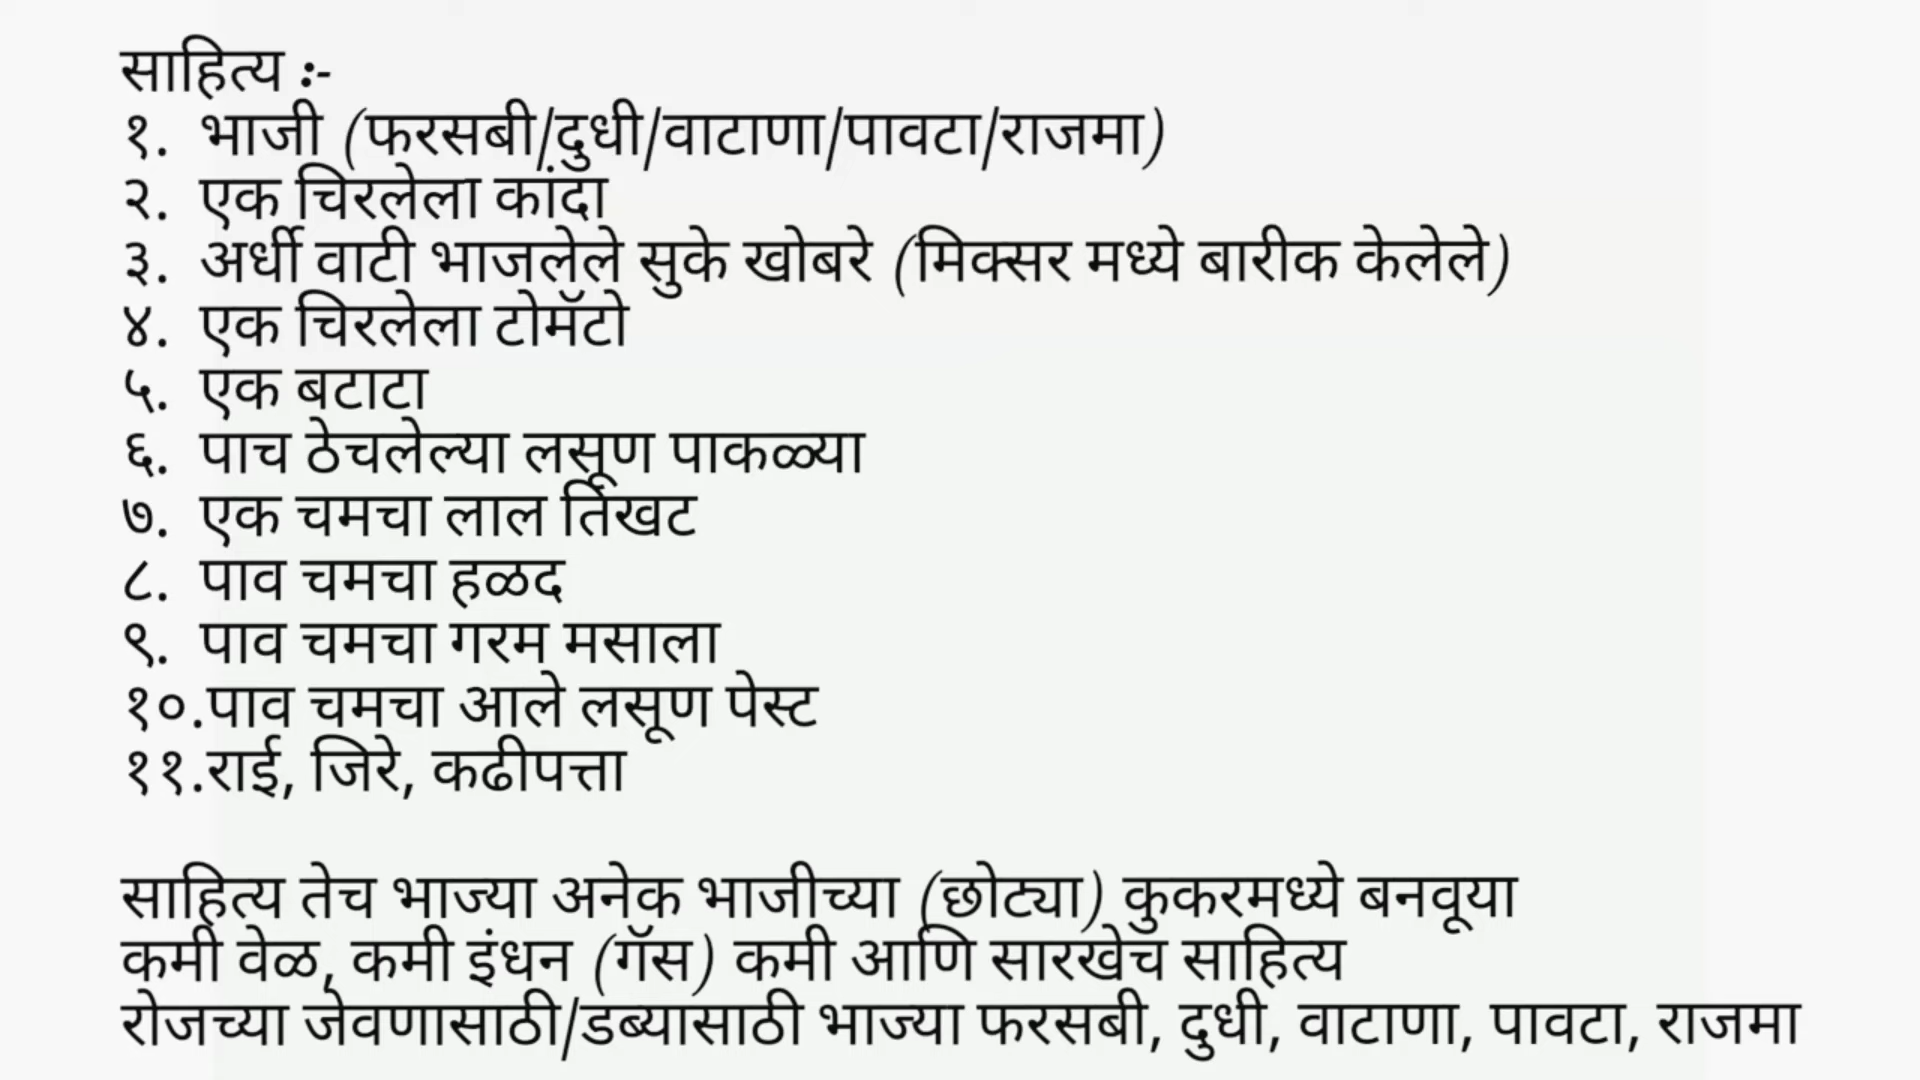 साहित्य :-
१. भाजी (फरसबी/दुधी/वाटाणा/पावटा/राजमा)
२. एक चिरलेला कांदा
३. अर्धी वाटी भाजलेले सुके खोबरे (मिक्सर मध्ये बारीक केलेले)
४. एक चिरलेला टोमॅटो
५. एक बटाटा
६. पाच ठेचलेल्या लसूण पाकळ्या
७. एक चमचा लाल तिखट
८. पाव चमचा हळद
९. पाव चमचा गरम मसाला
१०.पाव चमचा आले लसूण पेस्ट
११.राई, जिरे, कढीपत्ता
साहित्य तेच भाज्या अनेक भाजीच्या (छोट्या) कुकरमध्ये बनवूया
कमी वेळ, कमी इंधन (गॅस) कमी आणि सारखेच साहित्य
रोजच्या जेवणासाठी/डब्यासाठी भाज्या फरसबी, दुधी, वाटाणा, पावटा, राजमा